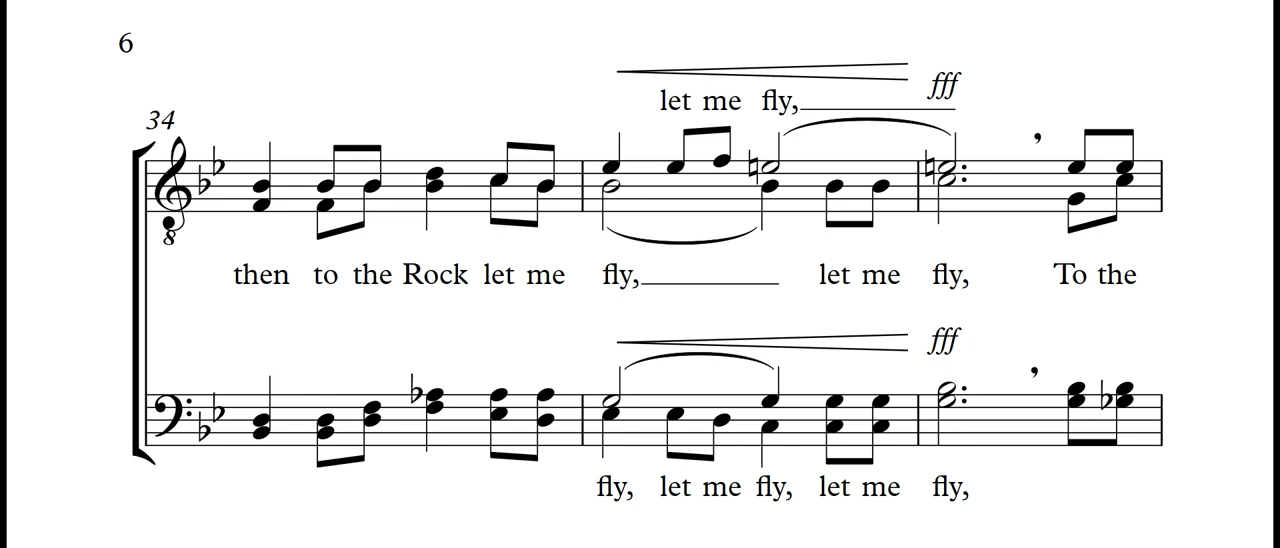 6
34
fff
let me fly,
8
then to the Rock let me fly, let me fly, To the
fff
fly, let me fly, let me fly,